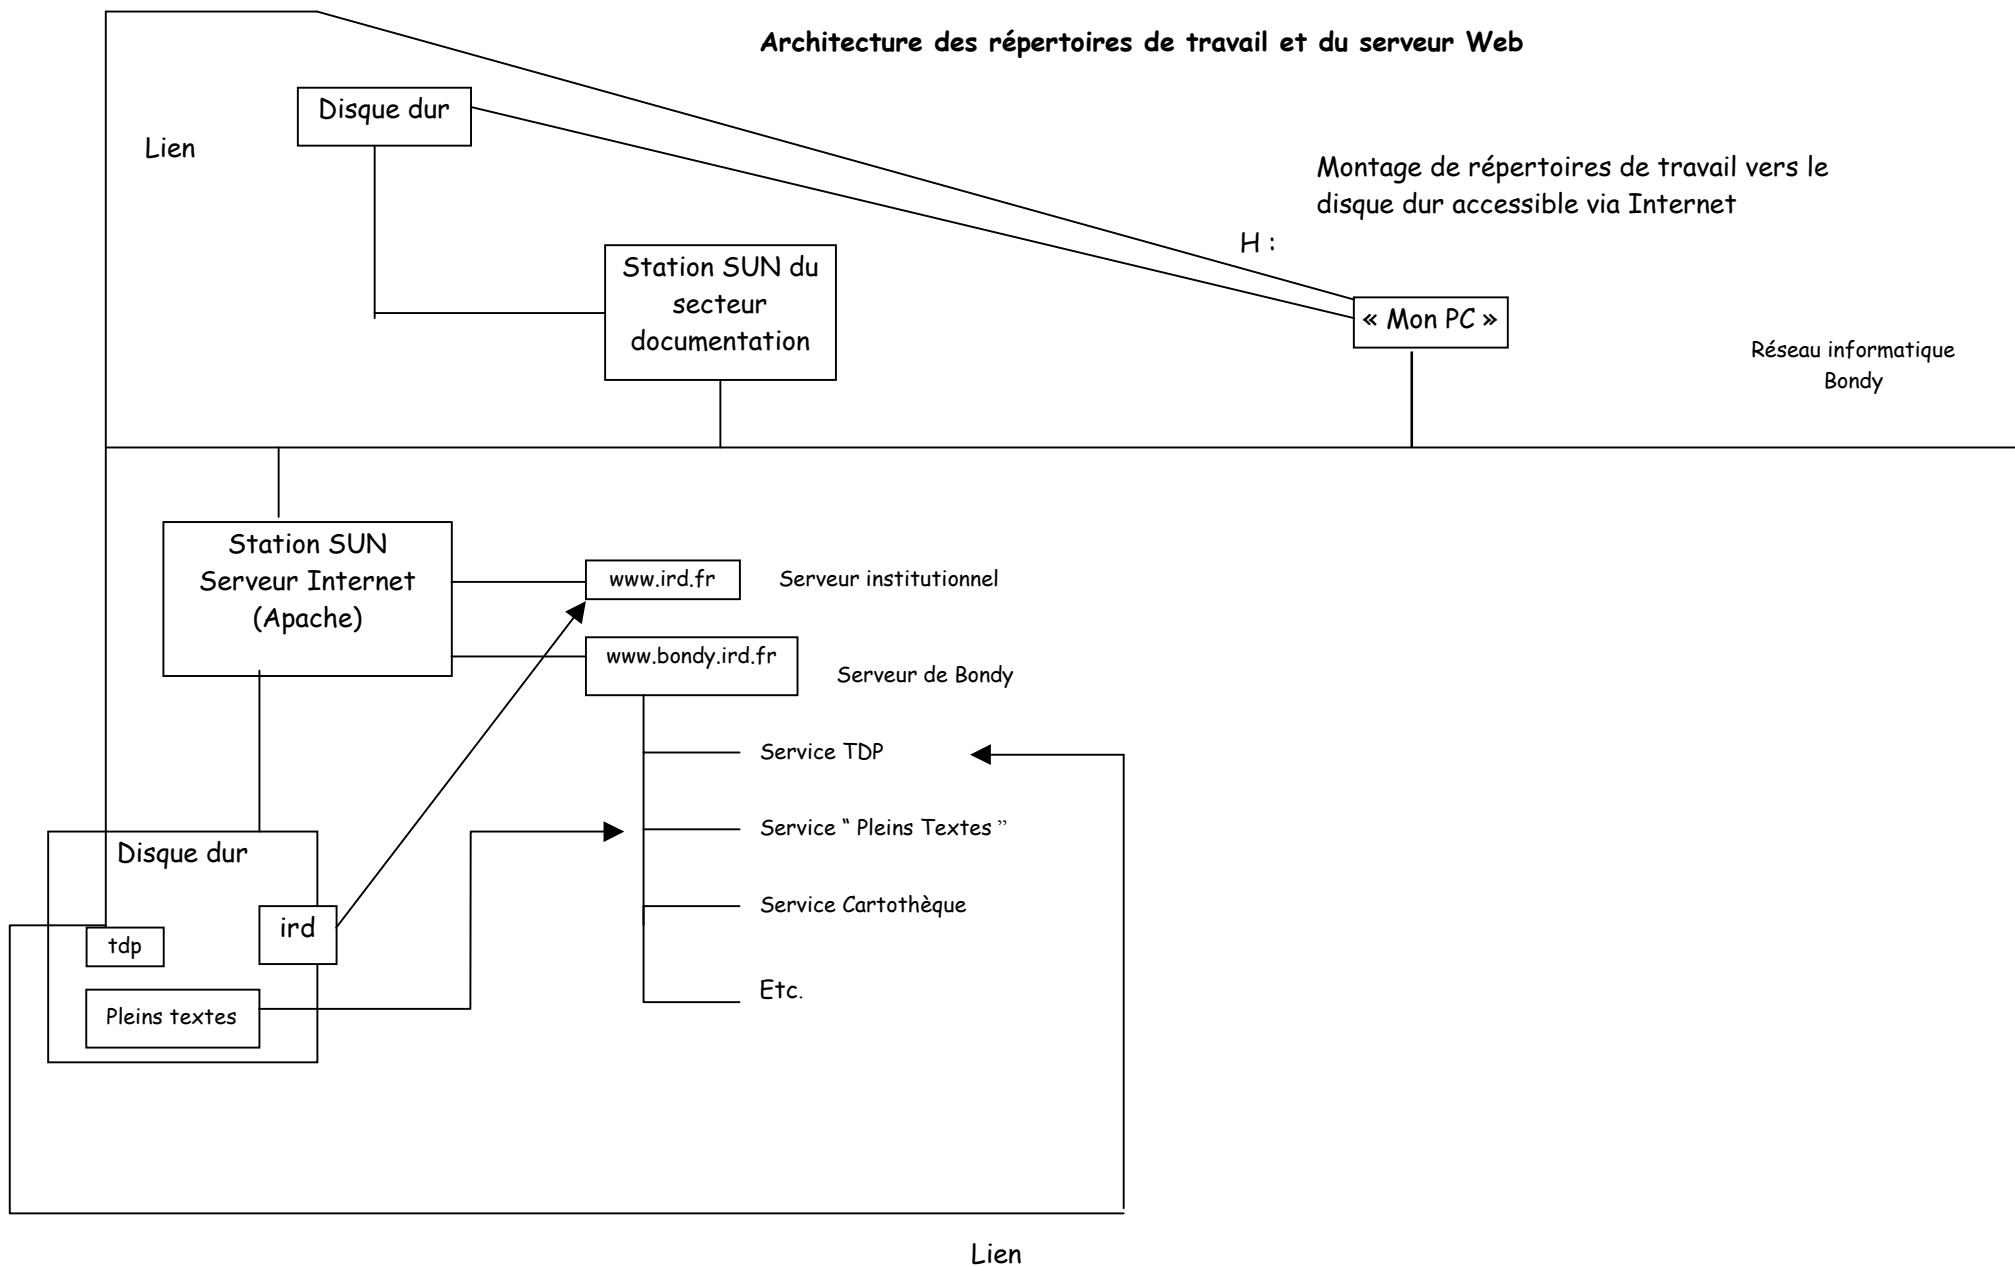 Architecture des répertoires de travail et du serveur Web
Disque dur
Lien
Montage de répertoires de travail vers le
disque dur accessible via Internet
H :
Station SUN du
secteur
documentation
« Mon PC »
Réseau informatique
Bondy
Station SUN
Serveur Internet
(Apache)
www.ird.fr
Serveur institutionnel
www.bondy.ird.fr
Serveur de Bondy
Service TDP
Service “ Pleins Textes ”
Disque dur
Service Cartothèque
ird
tdp
Etc.
Pleins textes
Lien